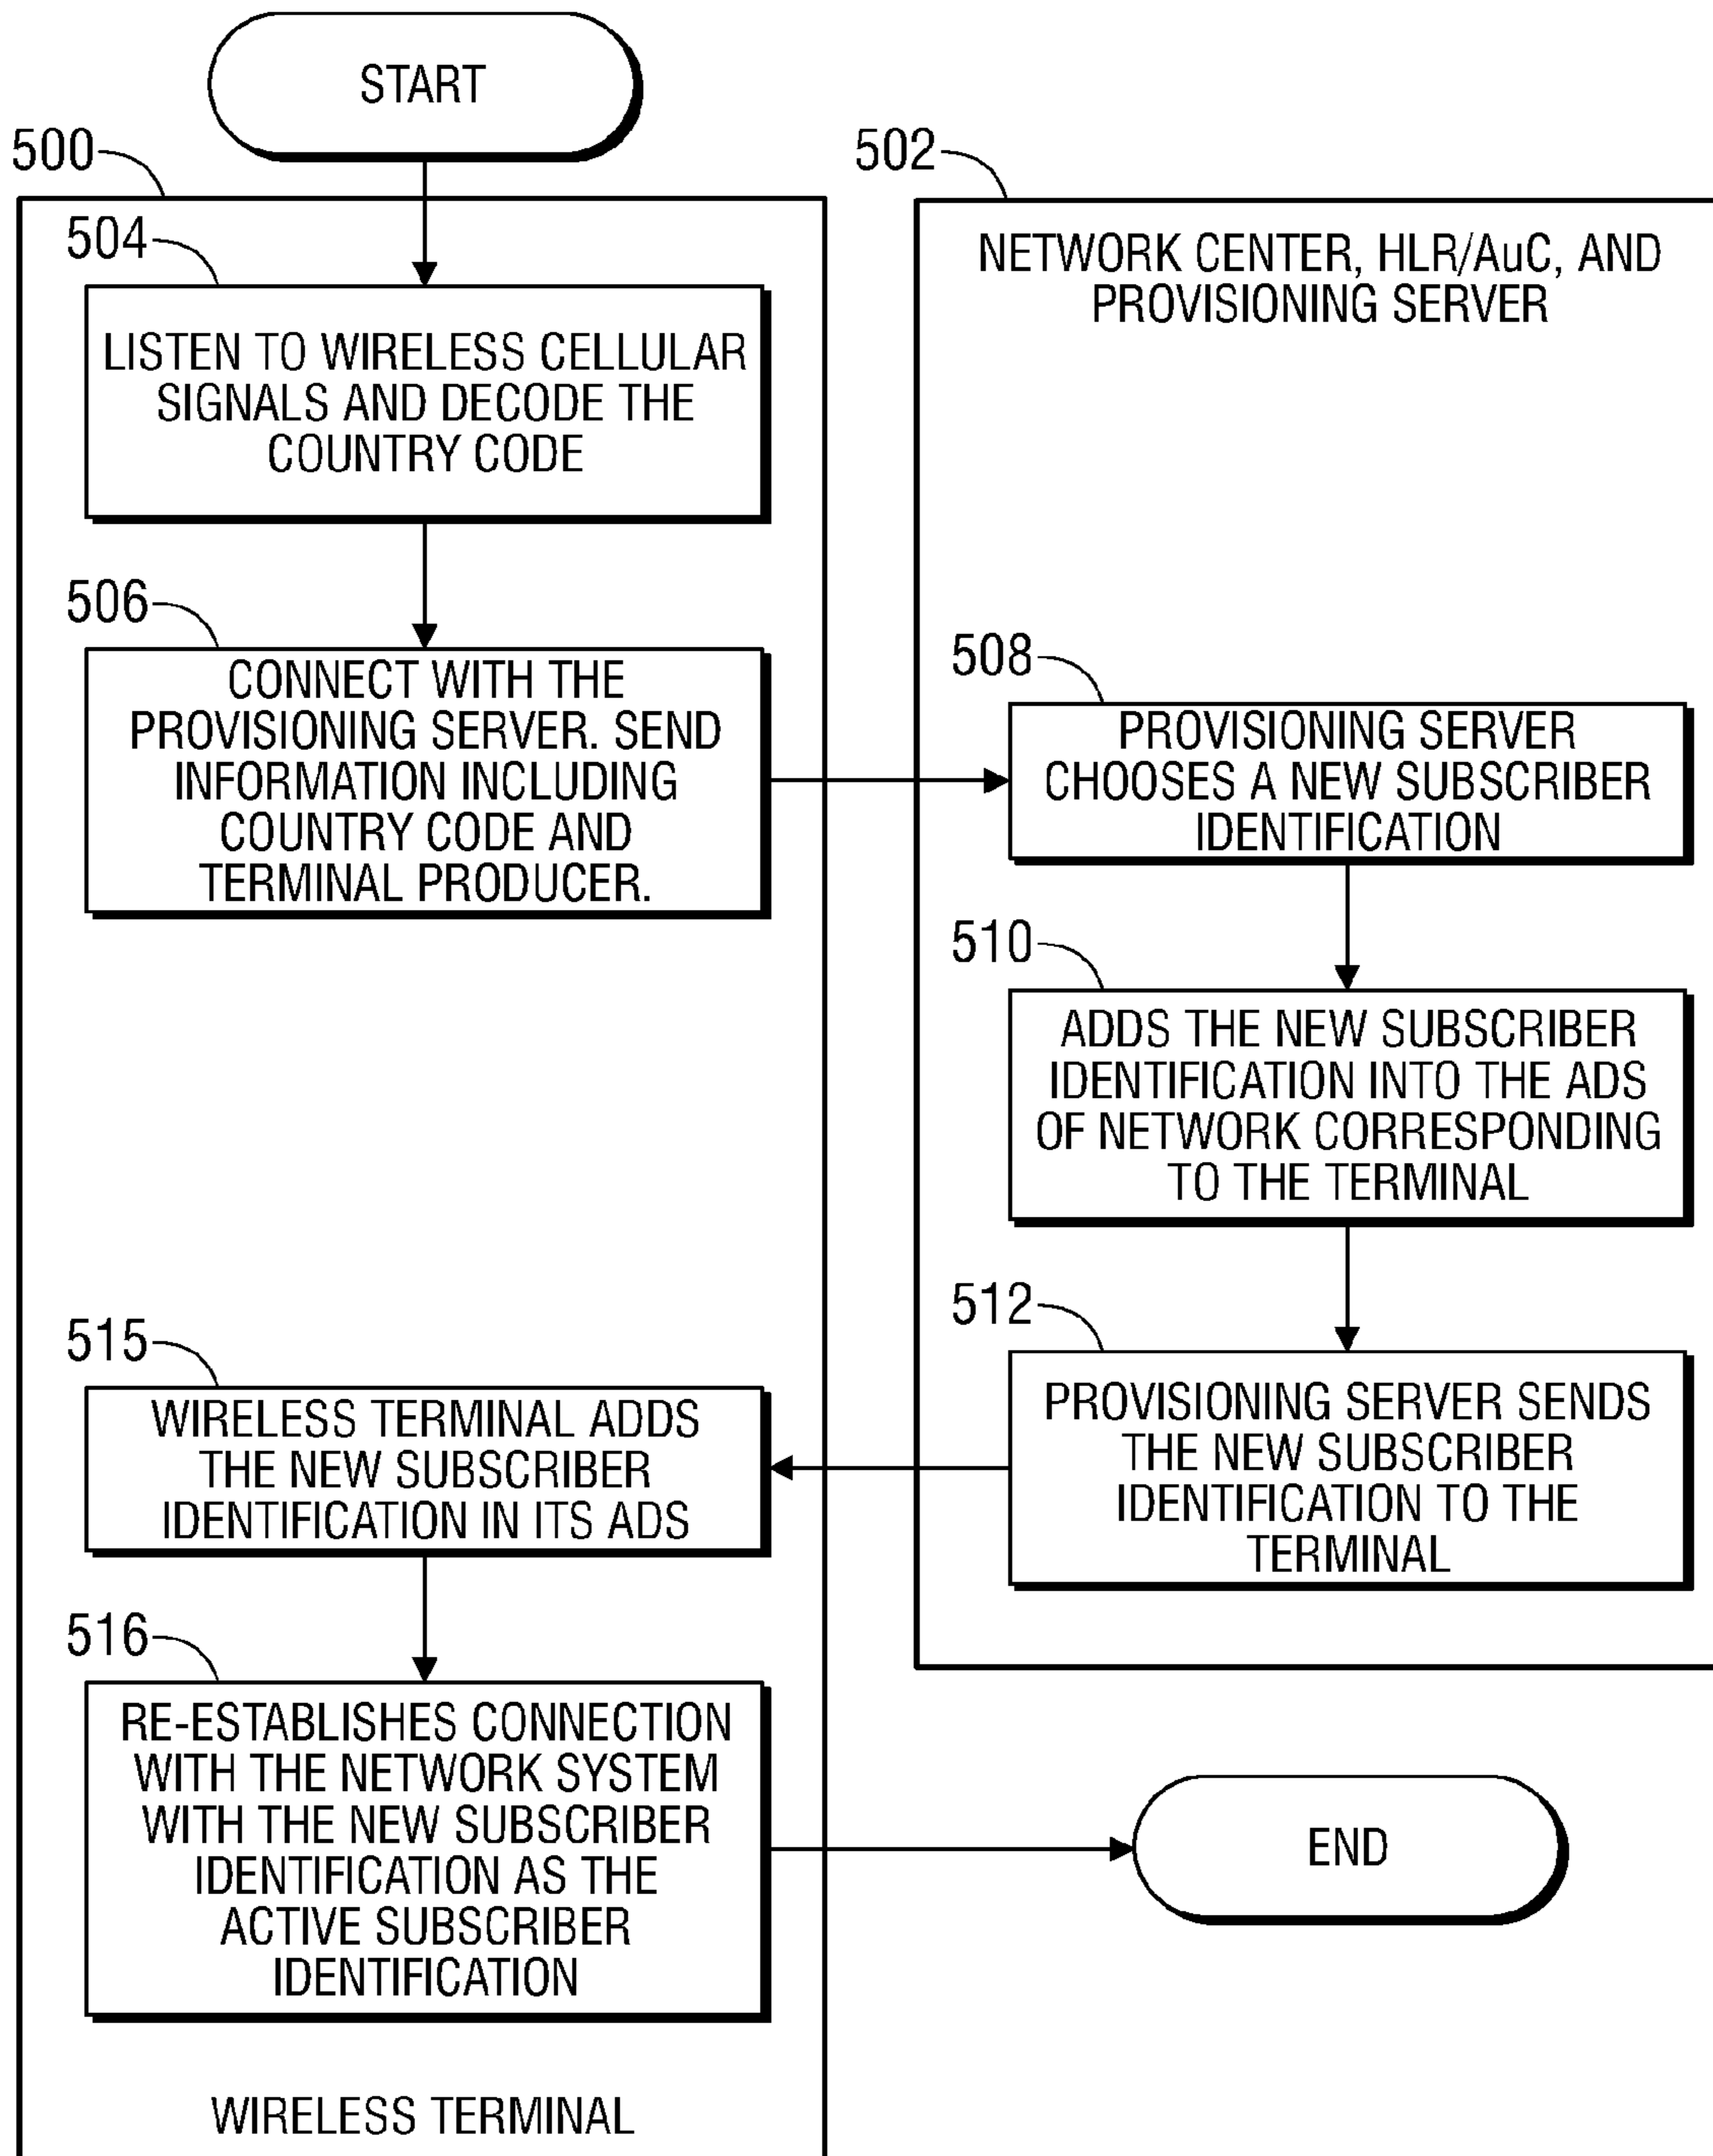 START
500
502
504
NETWORK CENTER, HLR/AuC, AND
PROVISIONING SERVER
LISTEN TO WIRELESS CELLULAR
SIGNALS AND DECODE THE
COUNTRY CODE
506
CONNECT WITH THE
PROVISIONING SERVER. SEND
INFORMATION INCLUDING
COUNTRY CODE AND
TERMINAL PRODUCER.
508
PROVISIONING SERVER
CHOOSES A NEW SUBSCRIBER
IDENTIFICATION
510
ADDS THE NEW SUBSCRIBER
IDENTIFICATION INTO THE ADS
OF NETWORK CORRESPONDING
TO THE TERMINAL
512
PROVISIONING SERVER SENDS
THE NEW SUBSCRIBER
IDENTIFICATION TO THE
TERMINAL
515
WIRELESS TERMINAL ADDS
THE NEW SUBSCRIBER
IDENTIFICATION IN ITS ADS
516
RE-ESTABLISHES CONNECTION
WITH THE NETWORK SYSTEM
WITH THE NEW SUBSCRIBER
IDENTIFICATION AS THE
ACTIVE SUBSCRIBER
IDENTIFICATION
END
WIRELESS TERMINAL